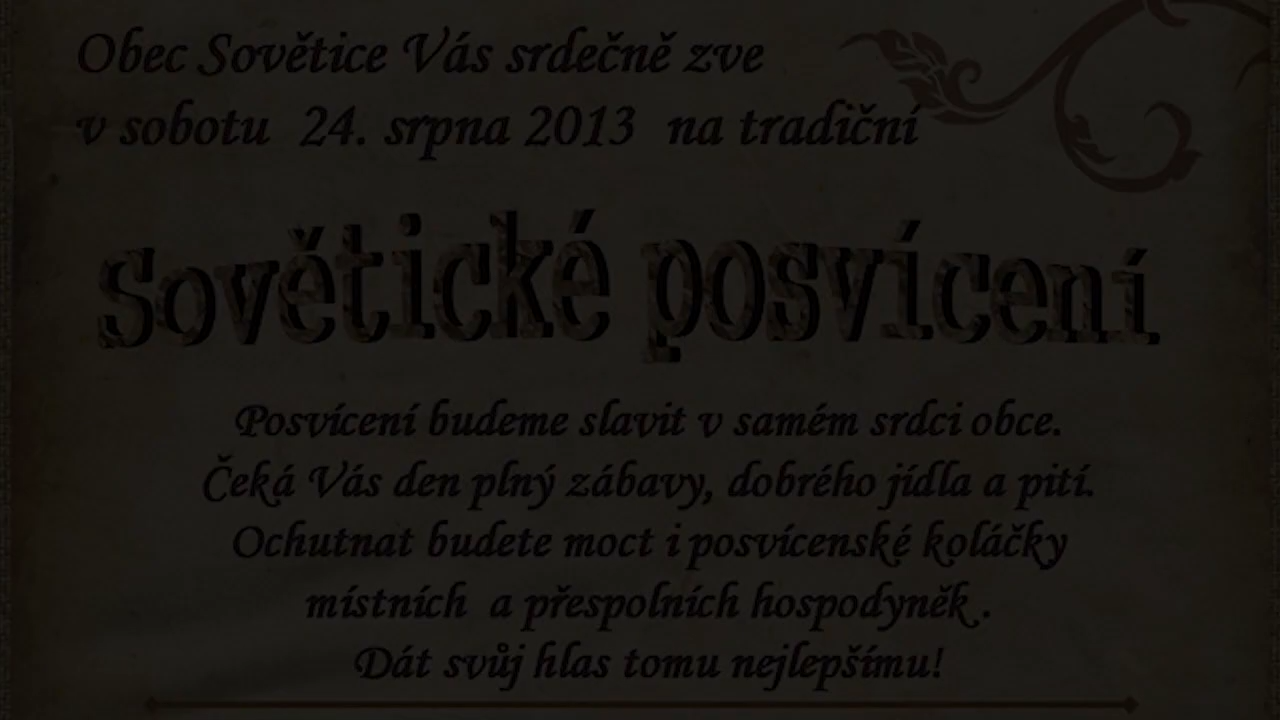 Obec Sovětice Vás srdečně zve
v sobotu 24. srpna 2013 na tradiční
Sovětické posvícení
Posvícení budeme slavit v samém srdci obce.
Čeká Vás den plný zábavy, dobrého jídla a pití.
Ochutnat budete moct i posvícenské koláčky
místních a přespolních hospodyněk .
Dát svůj hlas tomu nejlepšímu!